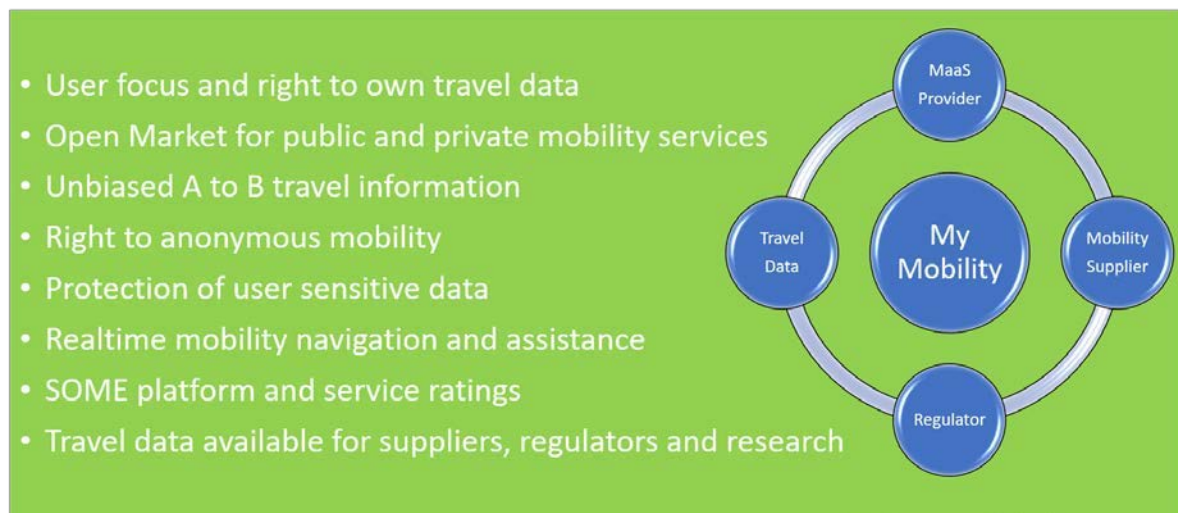 • User focus and right to own travel data
• Open Market for public and private mobility services
• Unbiased A to B travel information
• Right to anonymous mobility
• Protection of user sensitive data
• Realtime mobility navigation and assistance
• SOME platform and service ratings
• Travel data available for suppliers, regulators and research
MaaS
Provider
Travel
Data
My
Mobility
Mobility
Supplier
Regulator